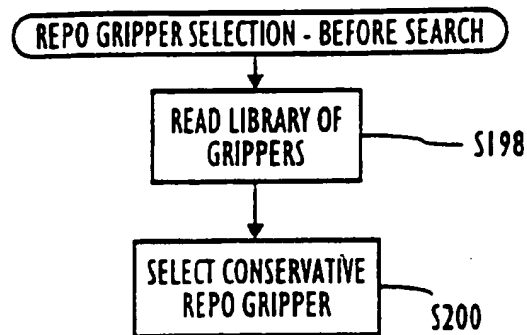 REPO GRIPPER SELECTION - BEFORE SEARCH
READ LIBRARY OF
GRIPPERS
S198
SELECT CONSERVATIVE
REPO GRIPPER
S200